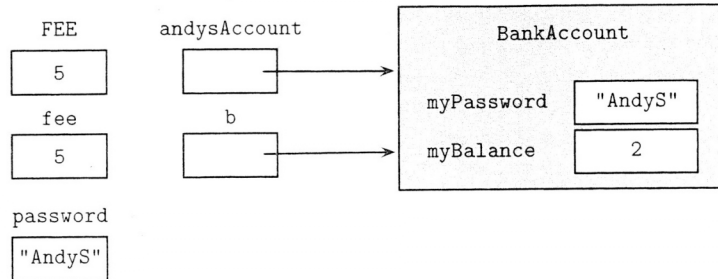 FEE
andysAccount
BankAccount
5
myPassword
"AndyS"
fee
b
5
myBalance
2
password
"AndyS"